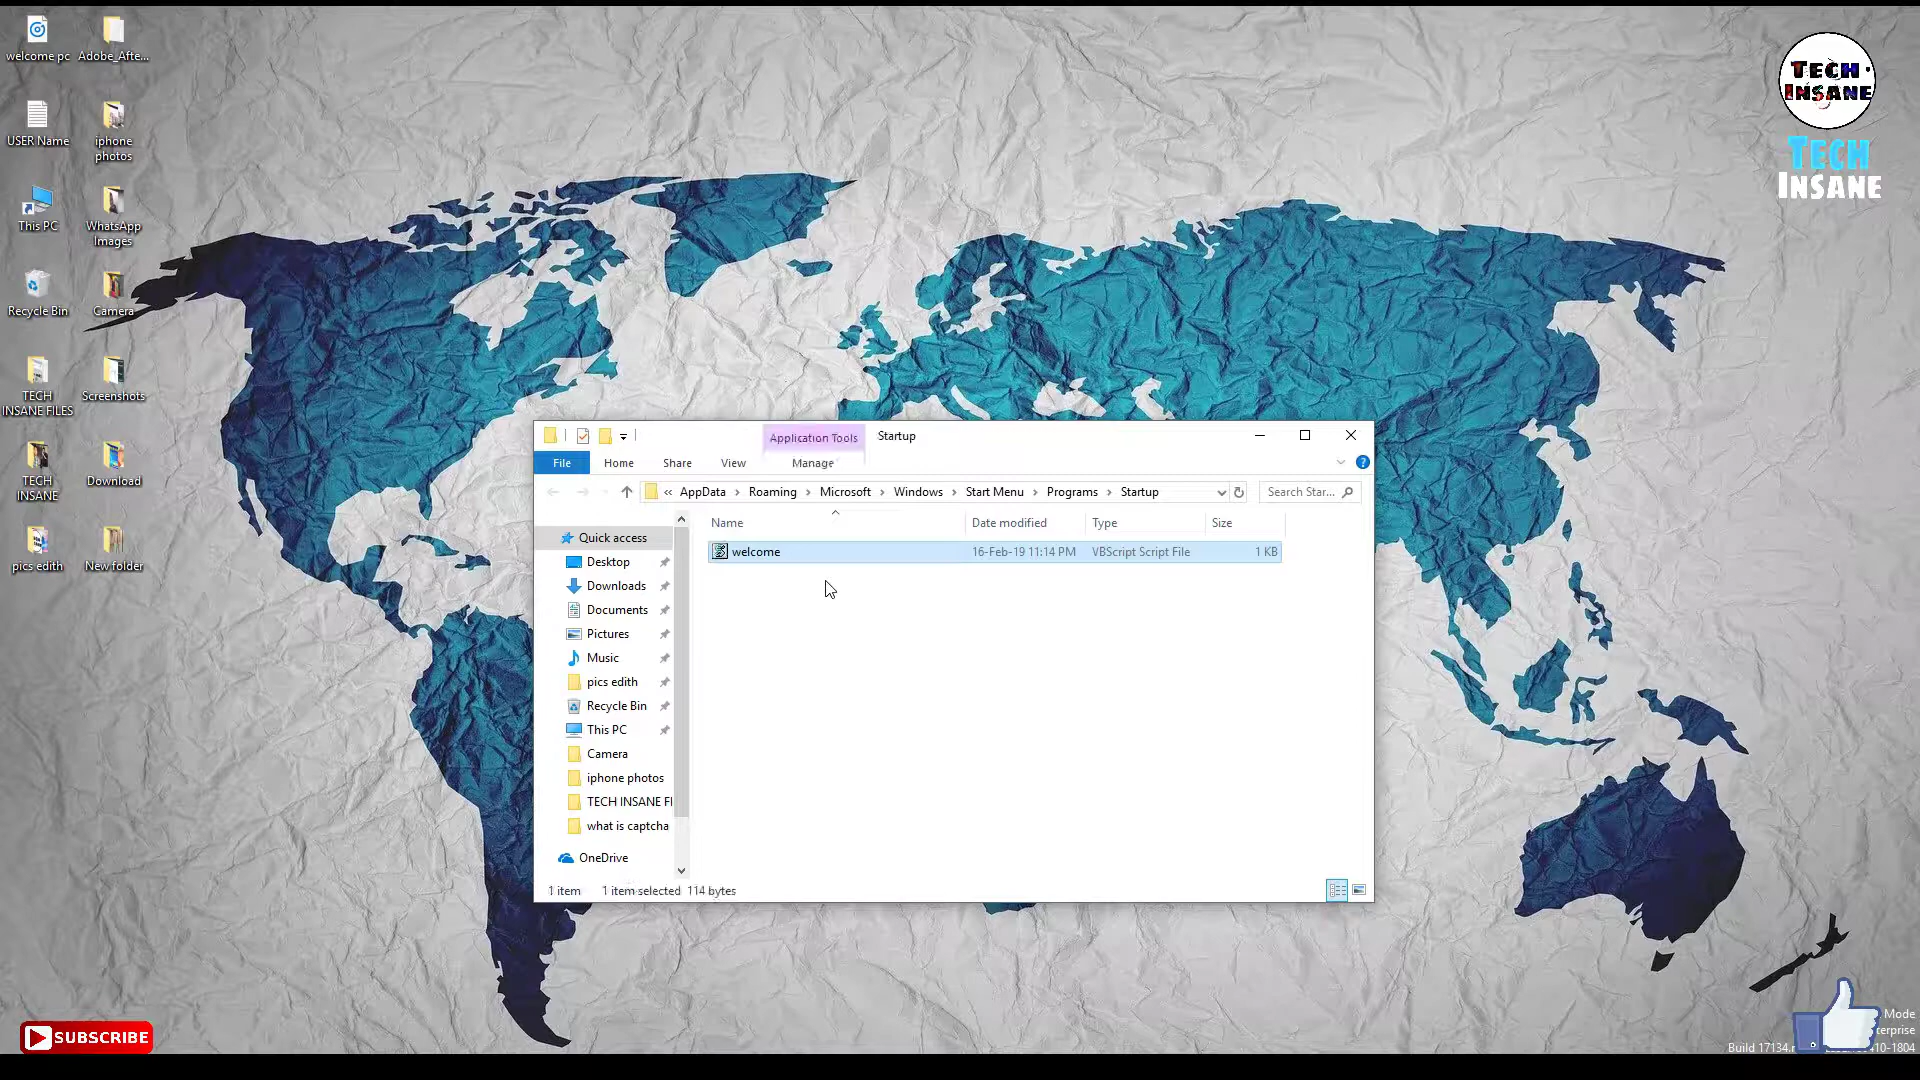 welcome pc
Adobe_Afte...
USER Name
iphone
photos
This PC
WhatsApp
Images
Recycle Bin
Camera
TECH
INSANE FILES
Screenshots
TECH
INSANE
Download
pics edith
New folder
TECH
INSANE
TECH
INSANE
Application Tools
Startup
File
Home
Share
View
Manage
« AppData › Roaming › Microsoft › Windows › Start Menu › Programs › Startup
Search Star...
Name
Date modified
Type
Size
welcome
16-Feb-19 11:14 PM
VBScript Script File
1 KB
Quick access
Desktop
Downloads
Documents
Pictures
Music
pics edith
Recycle Bin
This PC
Camera
iphone photos
TECH INSANE FI
what is captcha
OneDrive
1 item
1 item selected
114 bytes
SUBSCRIBE
Mode
Build 17134.
10-1804